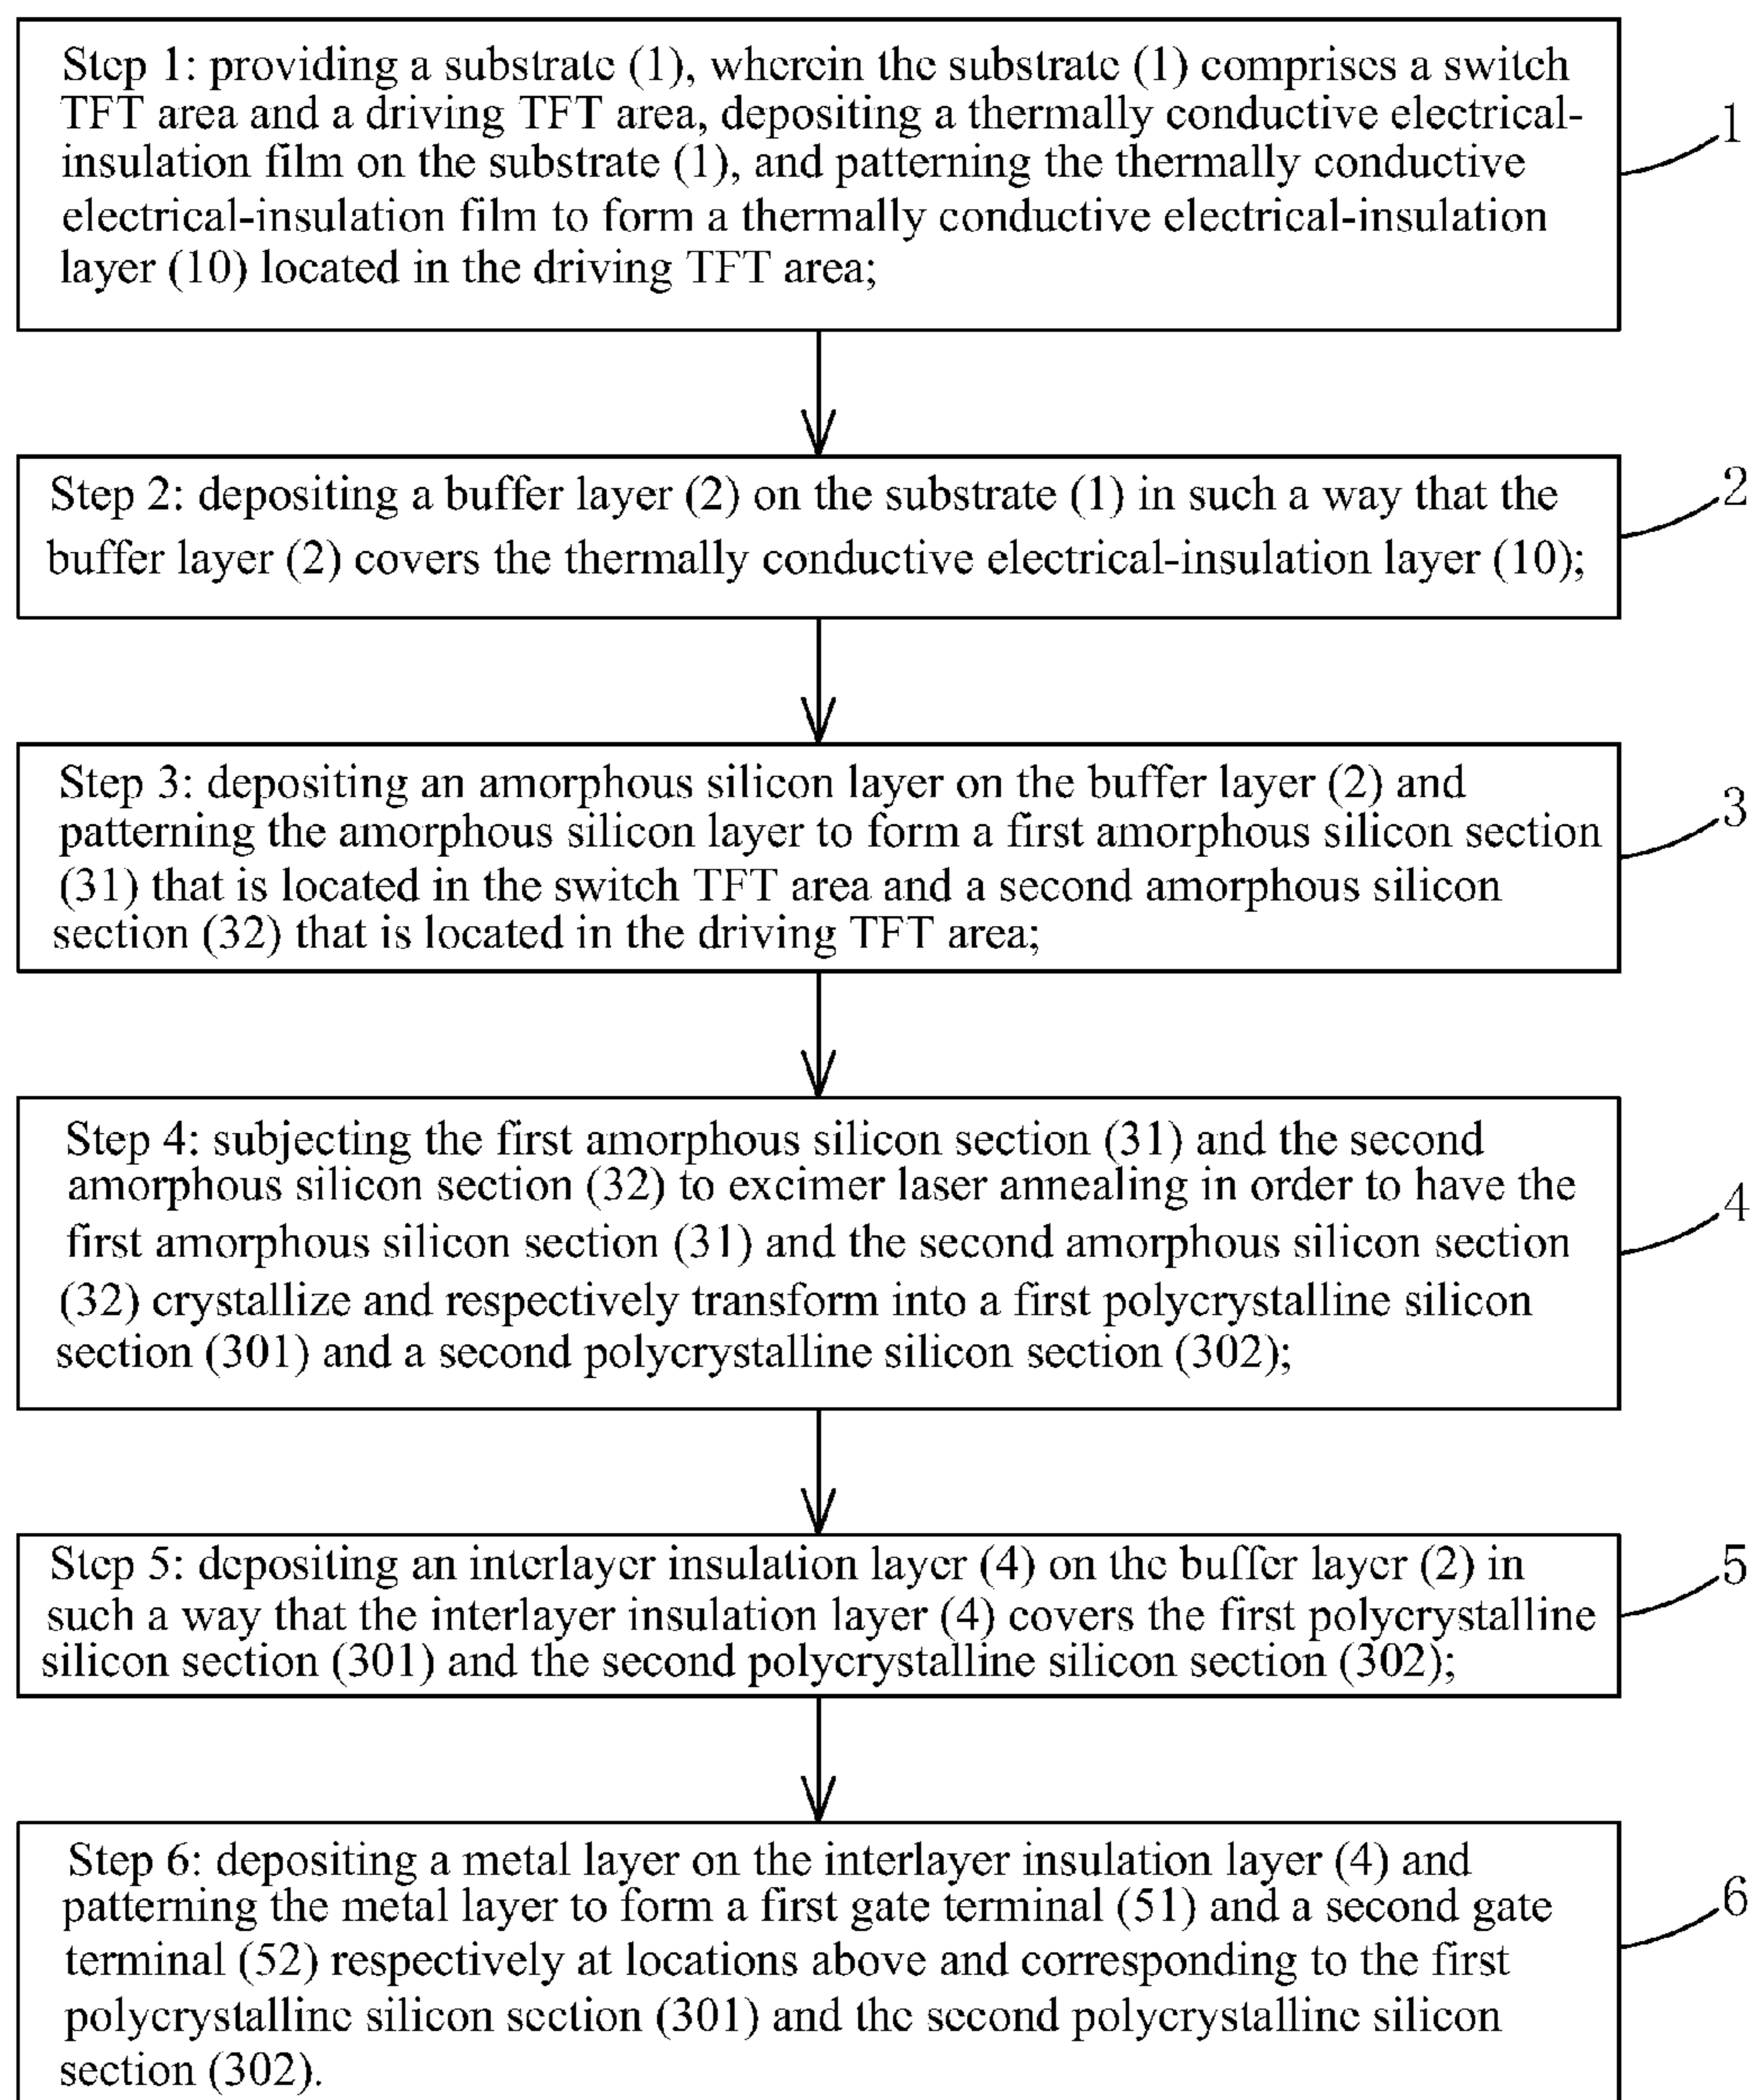 Step 1: providing a substrate (1), wherein the substrate (1) comprises a switch
TFT area and a driving TFT area, depositing a thermally conductive electrical-
insulation film on the substrate (1), and patterning the thermally conductive
electrical-insulation film to form a thermally conductive electrical-insulation
layer (10) located in the driving TFT area;
1
Step 2: depositing a buffer layer (2) on the substrate (1) in such a way that the
buffer layer (2) covers the thermally conductive electrical-insulation layer (10);
2
Step 3: depositing an amorphous silicon layer on the buffer layer (2) and
patterning the amorphous silicon layer to form a first amorphous silicon section
(31) that is located in the switch TFT area and a second amorphous silicon
section (32) that is located in the driving TFT area;
3
Step 4: subjecting the first amorphous silicon section (31) and the second
amorphous silicon section (32) to excimer laser annealing in order to have the
first amorphous silicon section (31) and the second amorphous silicon section
(32) crystallize and respectively transform into a first polycrystalline silicon
section (301) and a second polycrystalline silicon section (302);
4
Step 5: depositing an interlayer insulation layer (4) on the buffer layer (2) in
such a way that the interlayer insulation layer (4) covers the first polycrystalline
silicon section (301) and the second polycrystalline silicon section (302);
5
Step 6: depositing a metal layer on the interlayer insulation layer (4) and
patterning the metal layer to form a first gate terminal (51) and a second gate
terminal (52) respectively at locations above and corresponding to the first
polycrystalline silicon section (301) and the second polycrystalline silicon
section (302).
6